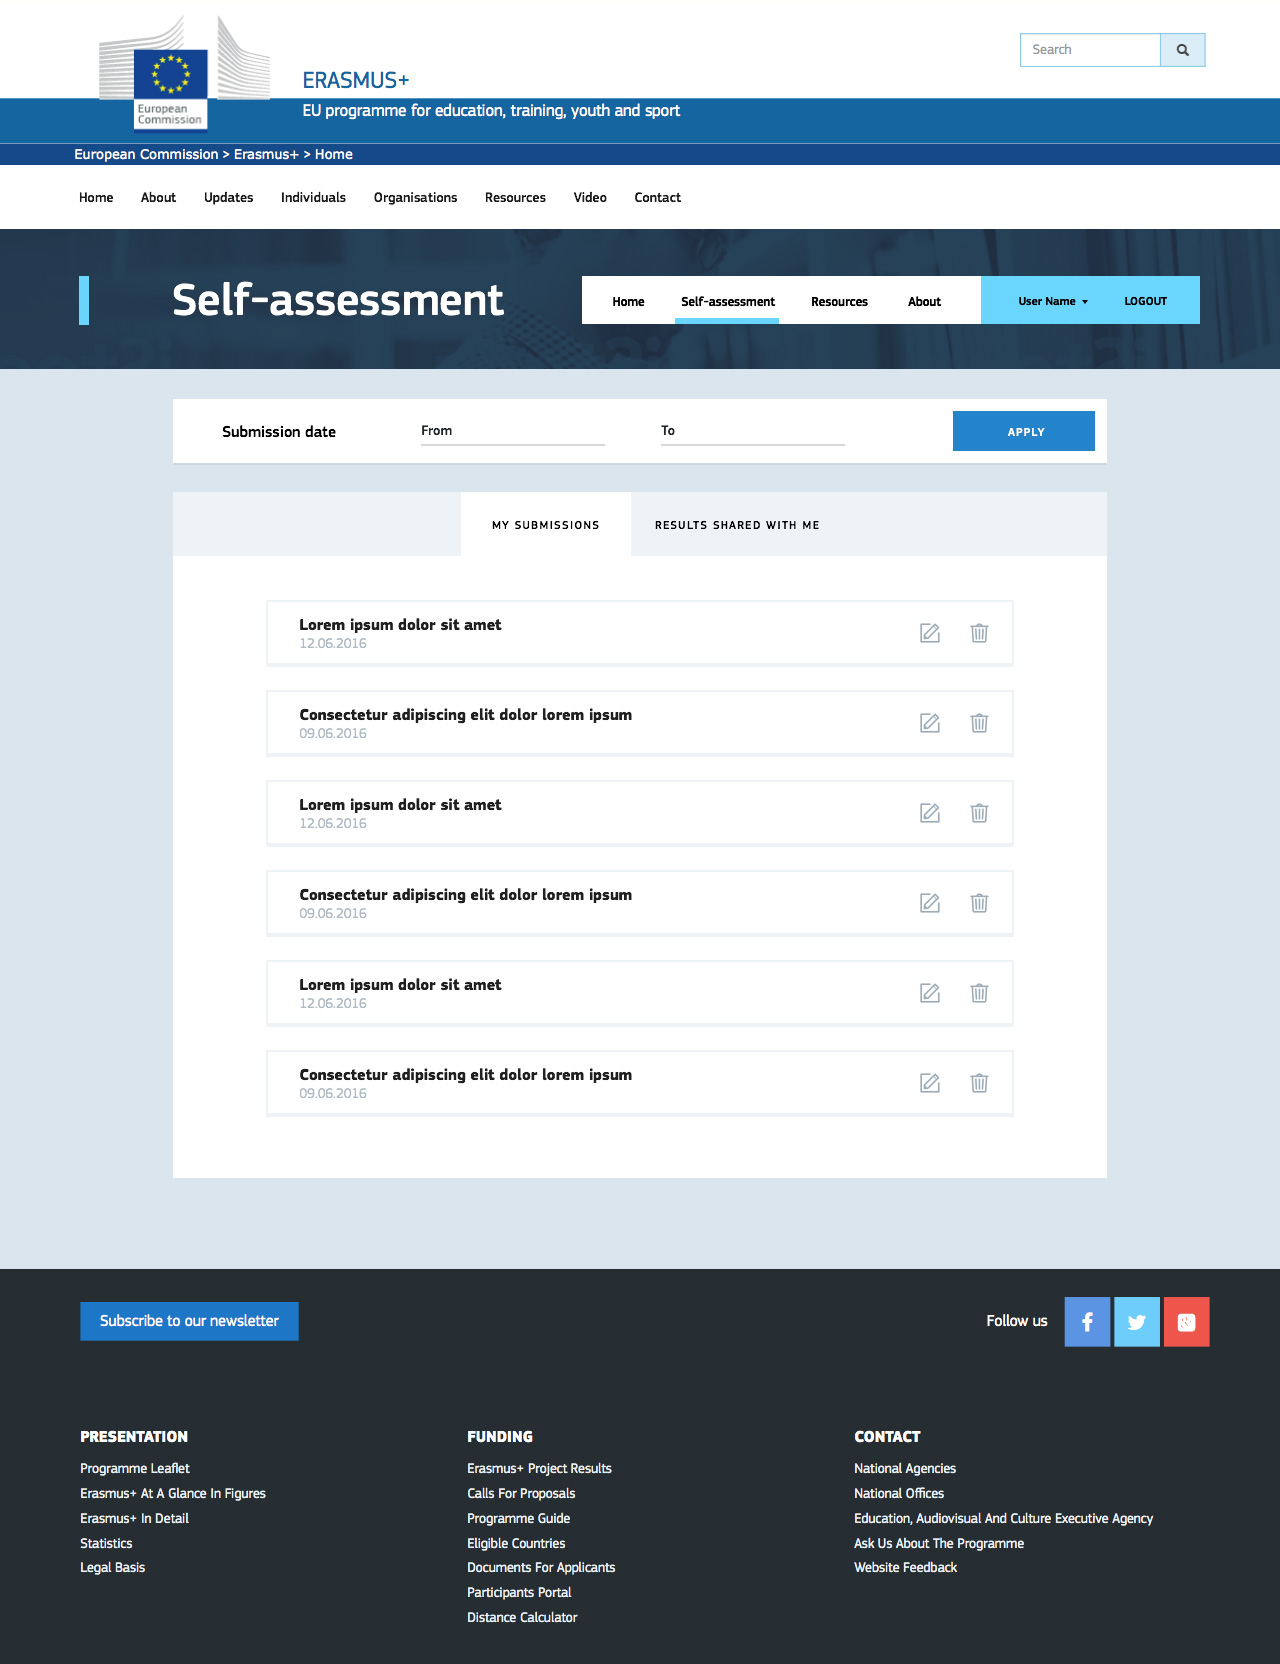 Search
ERASMUS+
European
Commission
EU programme for education, training, youth and sport
European Commission > Erasmus+ > Home
Home About Updates Individuals Organisations Resources Video Contact
Self-assessment
Home Self-assessment Resources About User Name LOGOUT
Submission date From To APPLY
MY SUBMISSIONS RESULTS SHARED WITH ME
Lorem ipsum dolor sit amet
12.06.2016
Consectetur adipiscing elit dolor lorem ipsum
09.06.2016
Lorem ipsum dolor sit amet
12.06.2016
Consectetur adipiscing elit dolor lorem ipsum
09.06.2016
Lorem ipsum dolor sit amet
12.06.2016
Consectetur adipiscing elit dolor lorem ipsum
09.06.2016
Subscribe to our newsletter Follow us
PRESENTATION
Programme Leaflet
Erasmus+ At A Glance In Figures
Erasmus+ In Detail
Statistics
Legal Basis
FUNDING
Erasmus+ Project Results
Calls For Proposals
Programme Guide
Eligible Countries
Documents For Applicants
Participants Portal
Distance Calculator
CONTACT
National Agencies
National Offices
Education, Audiovisual And Culture Executive Agency
Ask Us About The Programme
Website Feedback